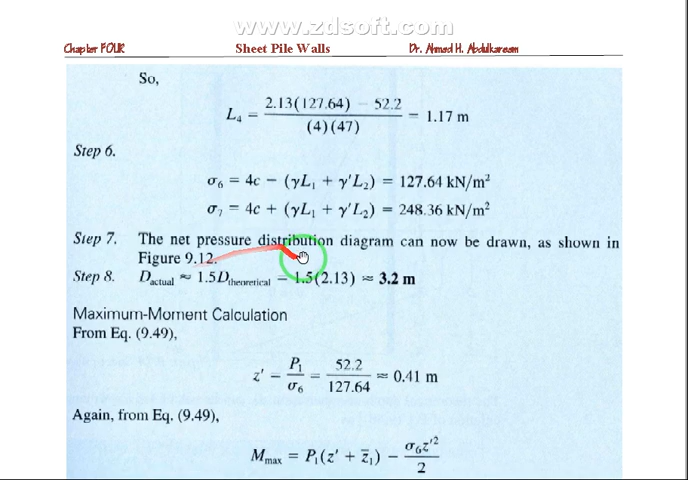 www.zdsoft.com
Chapter FOUR Sheet Pile Walls Dr. Ahmed H. Abdulkareem
So,
L₄ = 2.13(127.64) − 52.2 / (4)(47) = 1.17 m
Step 6.
σ₆ = 4c − (γL₁ + γ′L₂) = 127.64 kN/m²
σ₇ = 4c + (γL₁ + γ′L₂) = 248.36 kN/m²
Step 7. The net pressure distribution diagram can now be drawn, as shown in
Figure 9.12.
Step 8. D_actual ≈ 1.5D_theoretical = 1.5(2.13) ≈ 3.2 m
Maximum-Moment Calculation
From Eq. (9.49),
z′ = P₁/σ₆ = 52.2/127.64 ≈ 0.41 m
Again, from Eq. (9.49),
M_max = P₁(z′ + z̄₁) − σ₆z′²/2